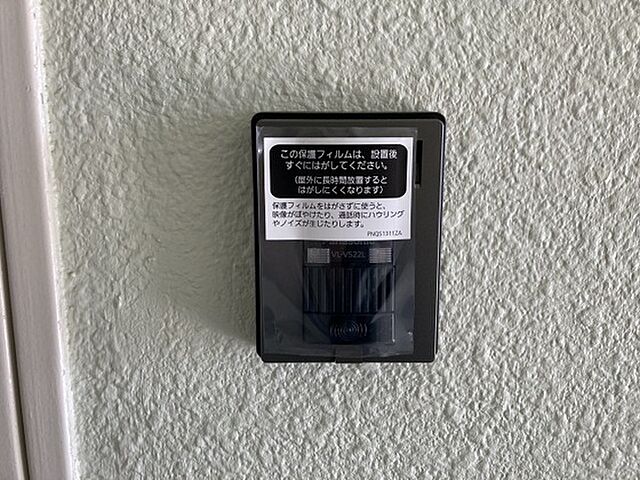 この保護フィルムは、設置後
すぐにはがしてください。
（屋外に長時間放置すると
はがしにくくなります）
保護フィルムをはがさずに使うと、
映像がぼやけたり、通話時にハウリング
やノイズが生じたりします。
PNQS1311ZA
Panasonic
VL-V522L